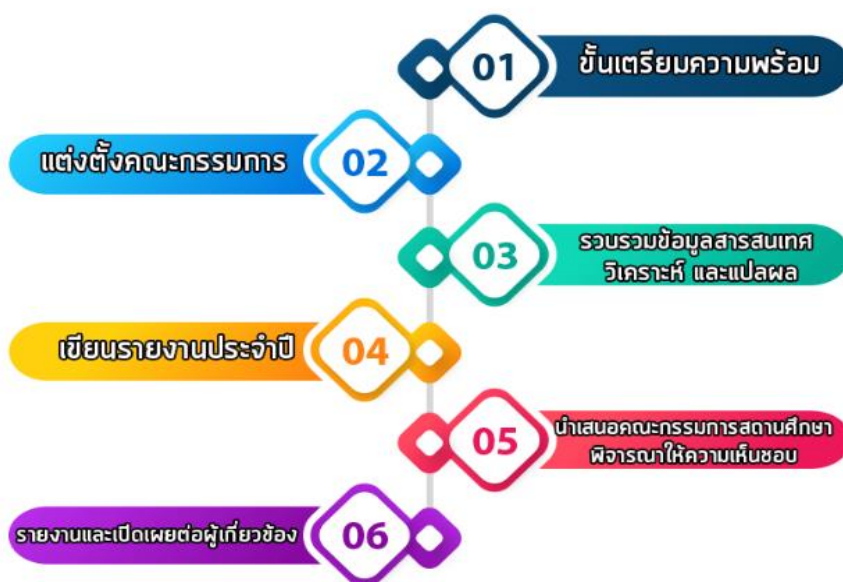 01
ขั้นเตรียมความพร้อม
02
แต่งตั้งคณะกรรมการ
03
รวบรวมข้อมูลสารสนเทศ
วิเคราะห์ และแปลผล
04
เขียนรายงานประจำปี
05
นำเสนอคณะกรรมการสถานศึกษา
พิจารณาให้ความเห็นชอบ
06
รายงานและเปิดเผยต่อผู้เกี่ยวข้อง